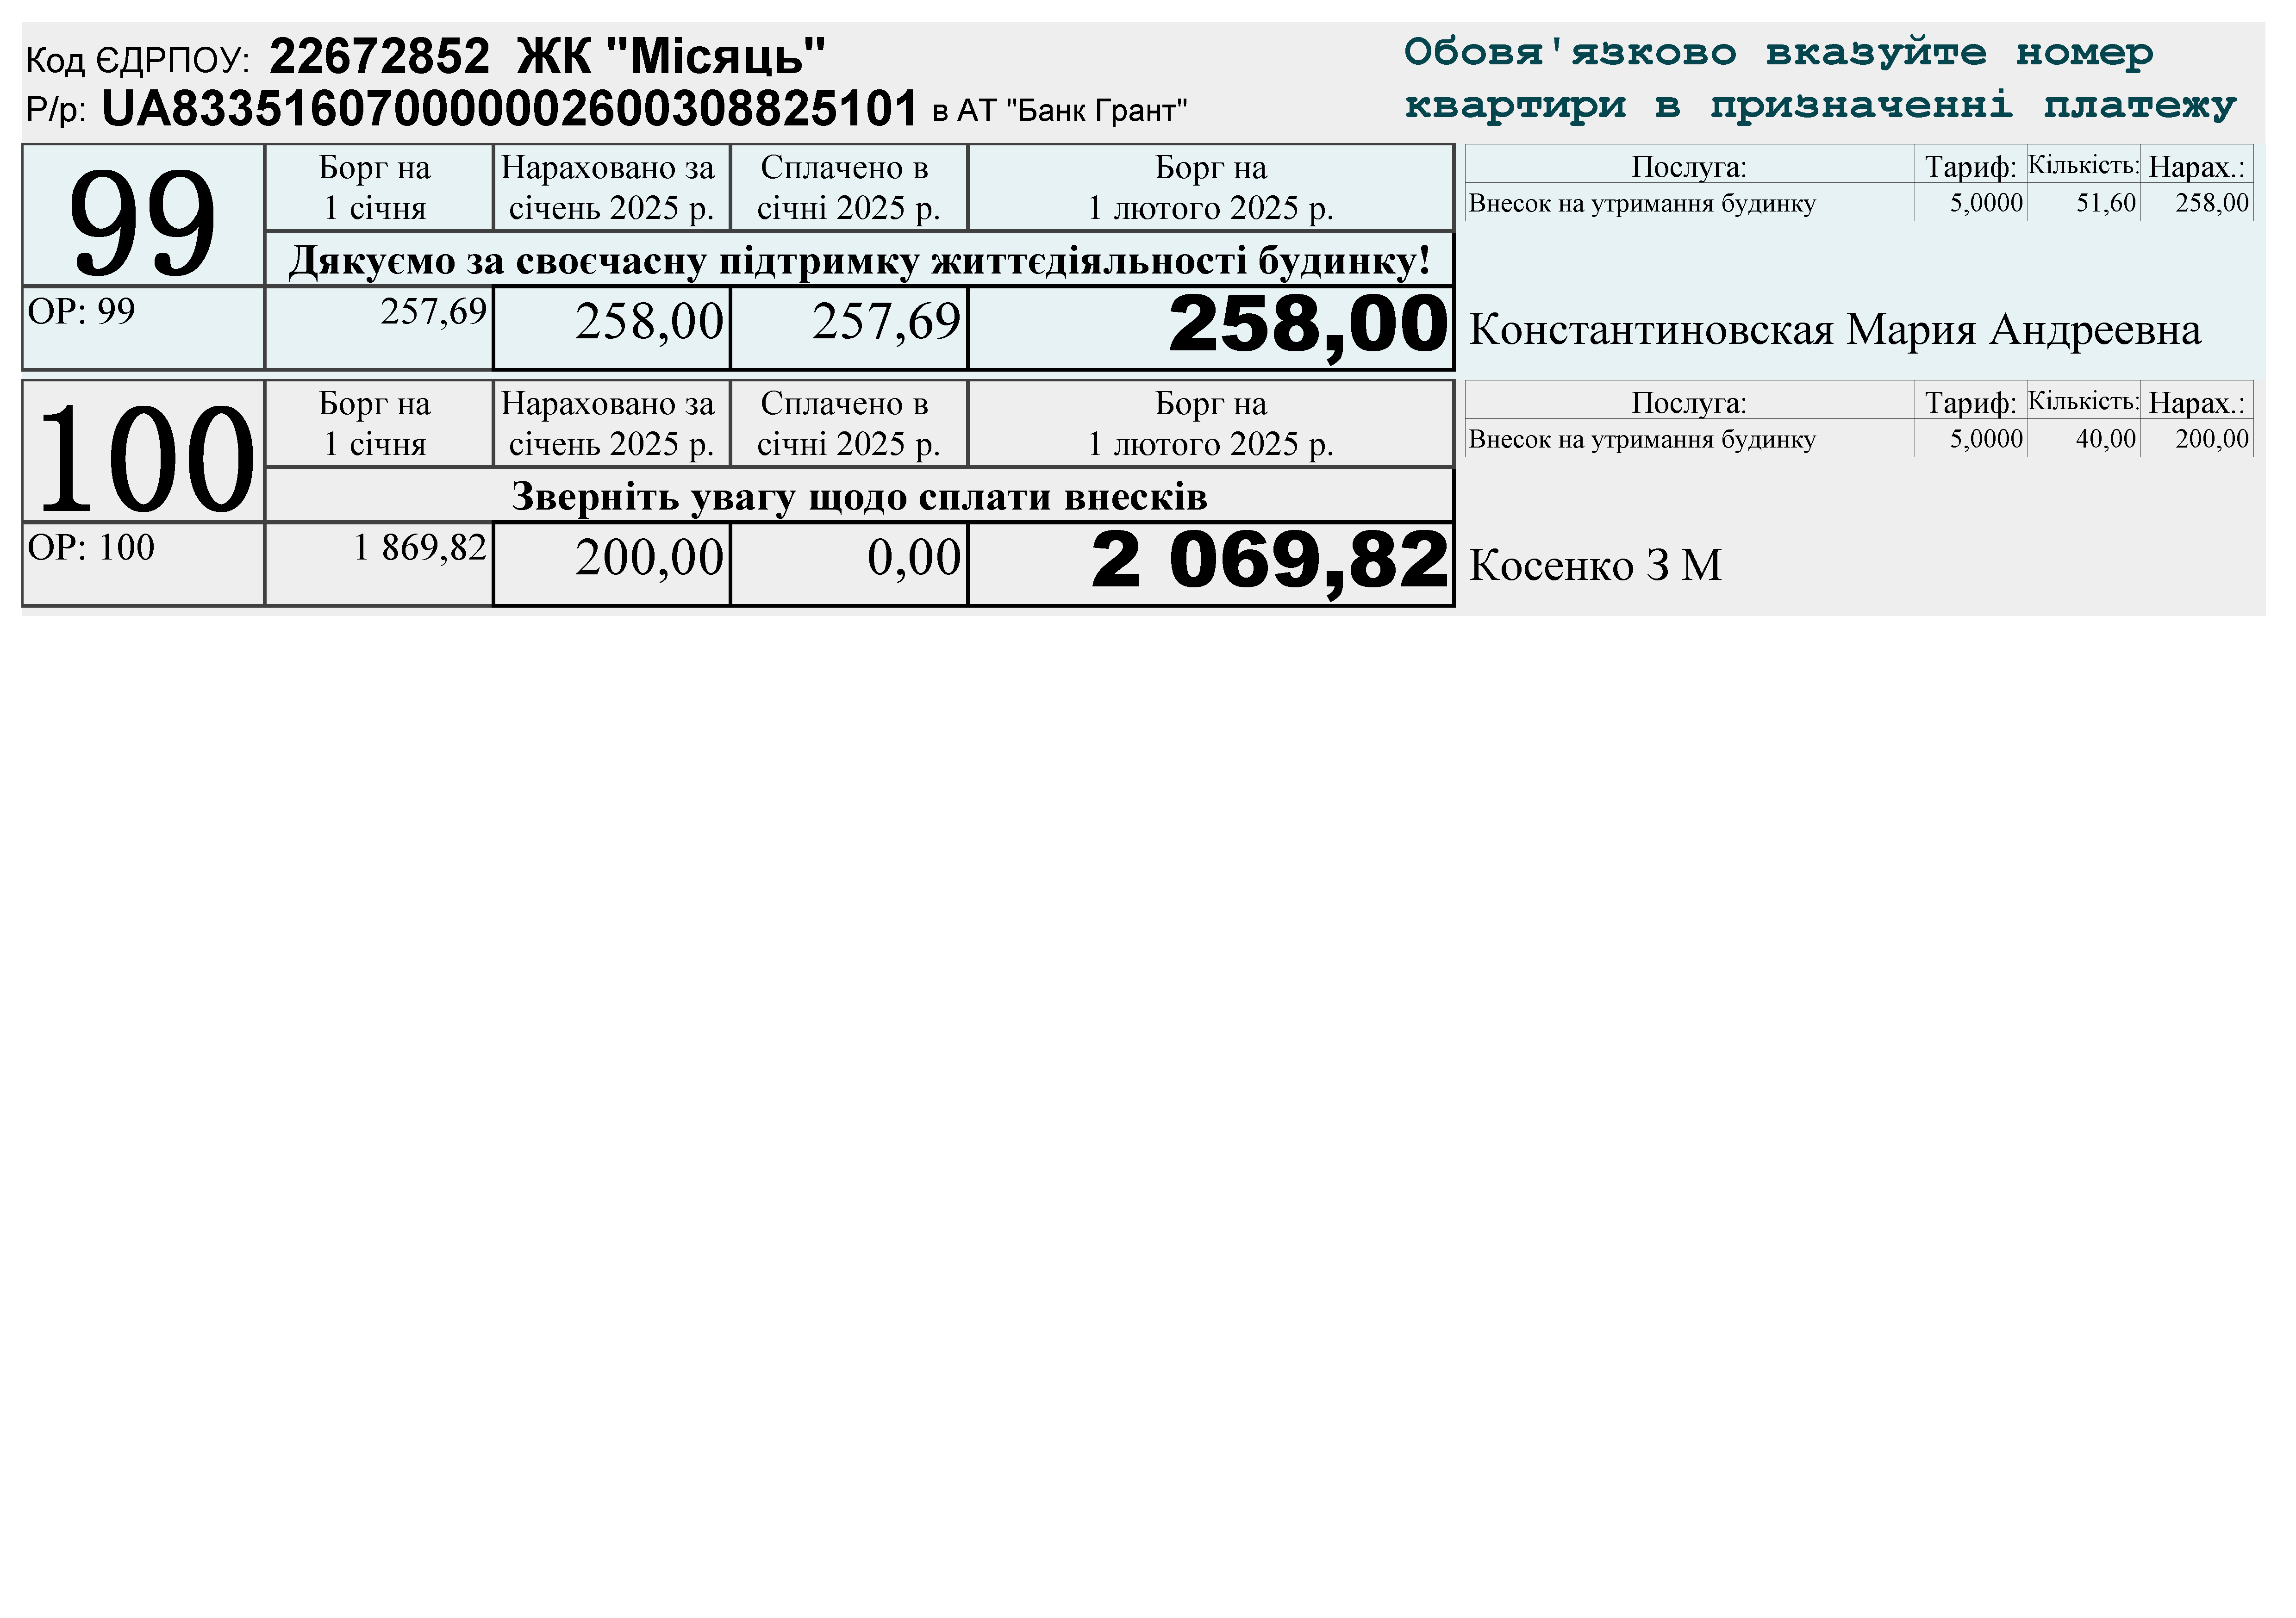 Код ЄДРПОУ: 22672852 ЖК "Місяць"
Р/р: UA833516070000002600308825101 в АТ "Банк Грант"
Обовя'язково вказуйте номер
квартири в призначенні платежу
99
Борг на
1 січня
Нараховано за
січень 2025 р.
Сплачено в
січні 2025 р.
Борг на
1 лютого 2025 р.
Дякуємо за своєчасну підтримку життєдіяльності будинку!
ОР: 99 257,69 258,00 257,69 258,00
Послуга: Тариф: Кількість: Нарах.:
Внесок на утримання будинку 5,0000 51,60 258,00
Константиновская Мария Андреевна
100
Борг на
1 січня
Нараховано за
січень 2025 р.
Сплачено в
січні 2025 р.
Борг на
1 лютого 2025 р.
Зверніть увагу щодо сплати внесків
ОР: 100 1 869,82 200,00 0,00 2 069,82
Послуга: Тариф: Кількість: Нарах.:
Внесок на утримання будинку 5,0000 40,00 200,00
Косенко З М